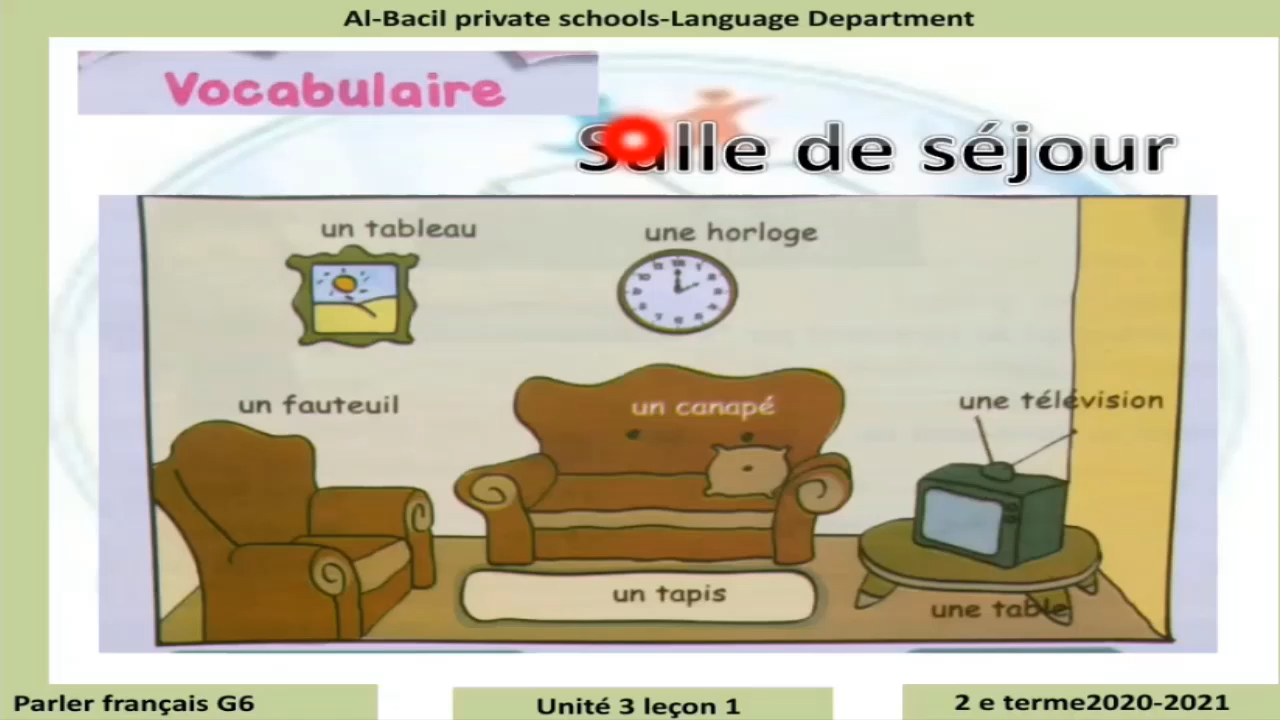 Al-Bacil private schools-Language Department
Vocabulaire
Salle de séjour
un tableau
une horloge
un fauteuil
un canapé
une télévision
un tapis
une table
Parler français G6
Unité 3 leçon 1
2 e terme2020-2021